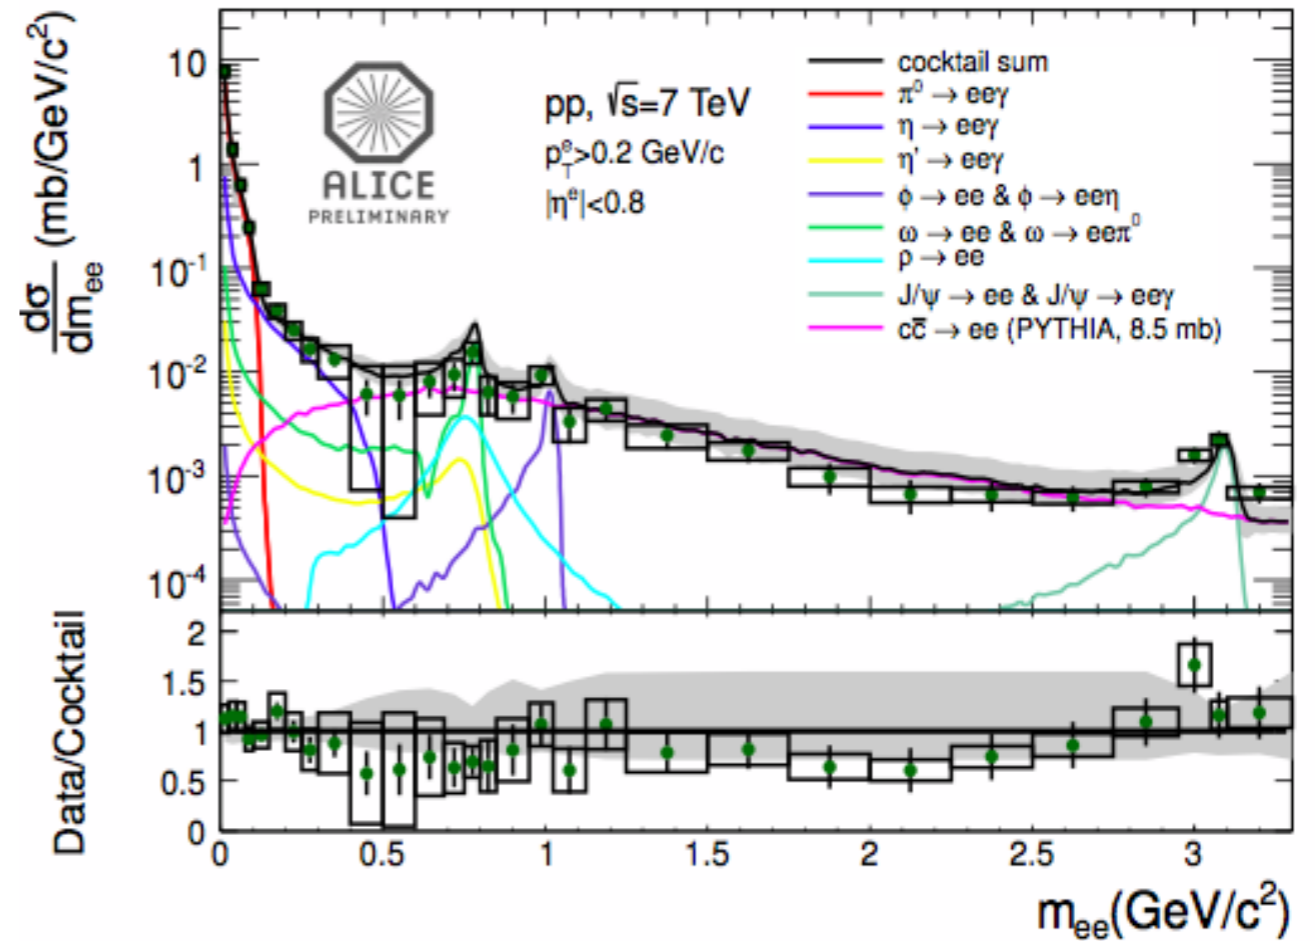 dσ/dm_ee (mb/GeV/c²)
10
1
10⁻¹
10⁻²
10⁻³
10⁻⁴
ALICE
PRELIMINARY
pp, √s=7 TeV
p_T^e>0.2 GeV/c
|η^e|<0.8
cocktail sum
π⁰ → eeγ
η → eeγ
η' → eeγ
ϕ → ee & ϕ → eeη
ω → ee & ω → eeπ⁰
ρ → ee
J/ψ → ee & J/ψ → eeγ
cc̅ → ee (PYTHIA, 8.5 mb)
Data/Cocktail
2
1.5
1
0.5
0
0 0.5 1 1.5 2 2.5 3
m_ee(GeV/c²)